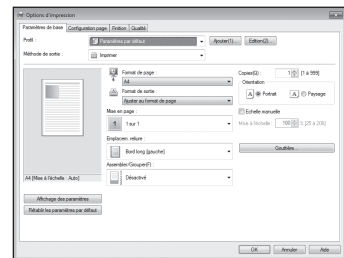 Options d'impression
Paramètres de base Configuration page Finition Qualité
Profil : Paramètres par défaut Ajouter(1)... Edition(2)...
Méthode de sortie : Imprimer
Format de page :
A4
Format de sortie :
Ajuster au format de page
Mise en page :
1 1 sur 1
Emplacem. reliure :
Bord long [gauche]
Assembler/Grouper(F)
Désactivé
Copies(Q) : 1 [1 à 999]
Orientation
A Portrait A Paysage
Echelle manuelle
Mise à l'échelle : 100 % [25 à 200]
Gouttière...
A4 [Mise à l'échelle : Auto]
Affichage des paramètres
Rétablir les paramètres par défaut
OK Annuler Aide